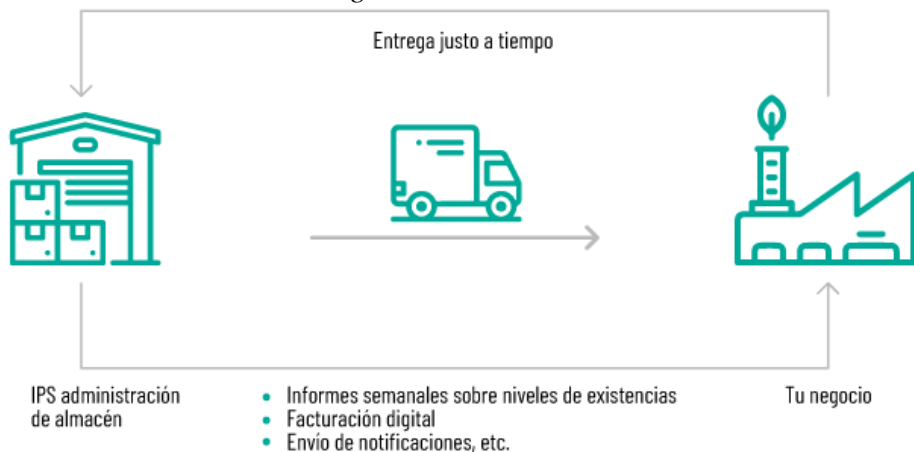 Entrega justo a tiempo
IPS administración
de almacén
• Informes semanales sobre niveles de existencias
• Facturación digital
• Envío de notificaciones, etc.
Tu negocio